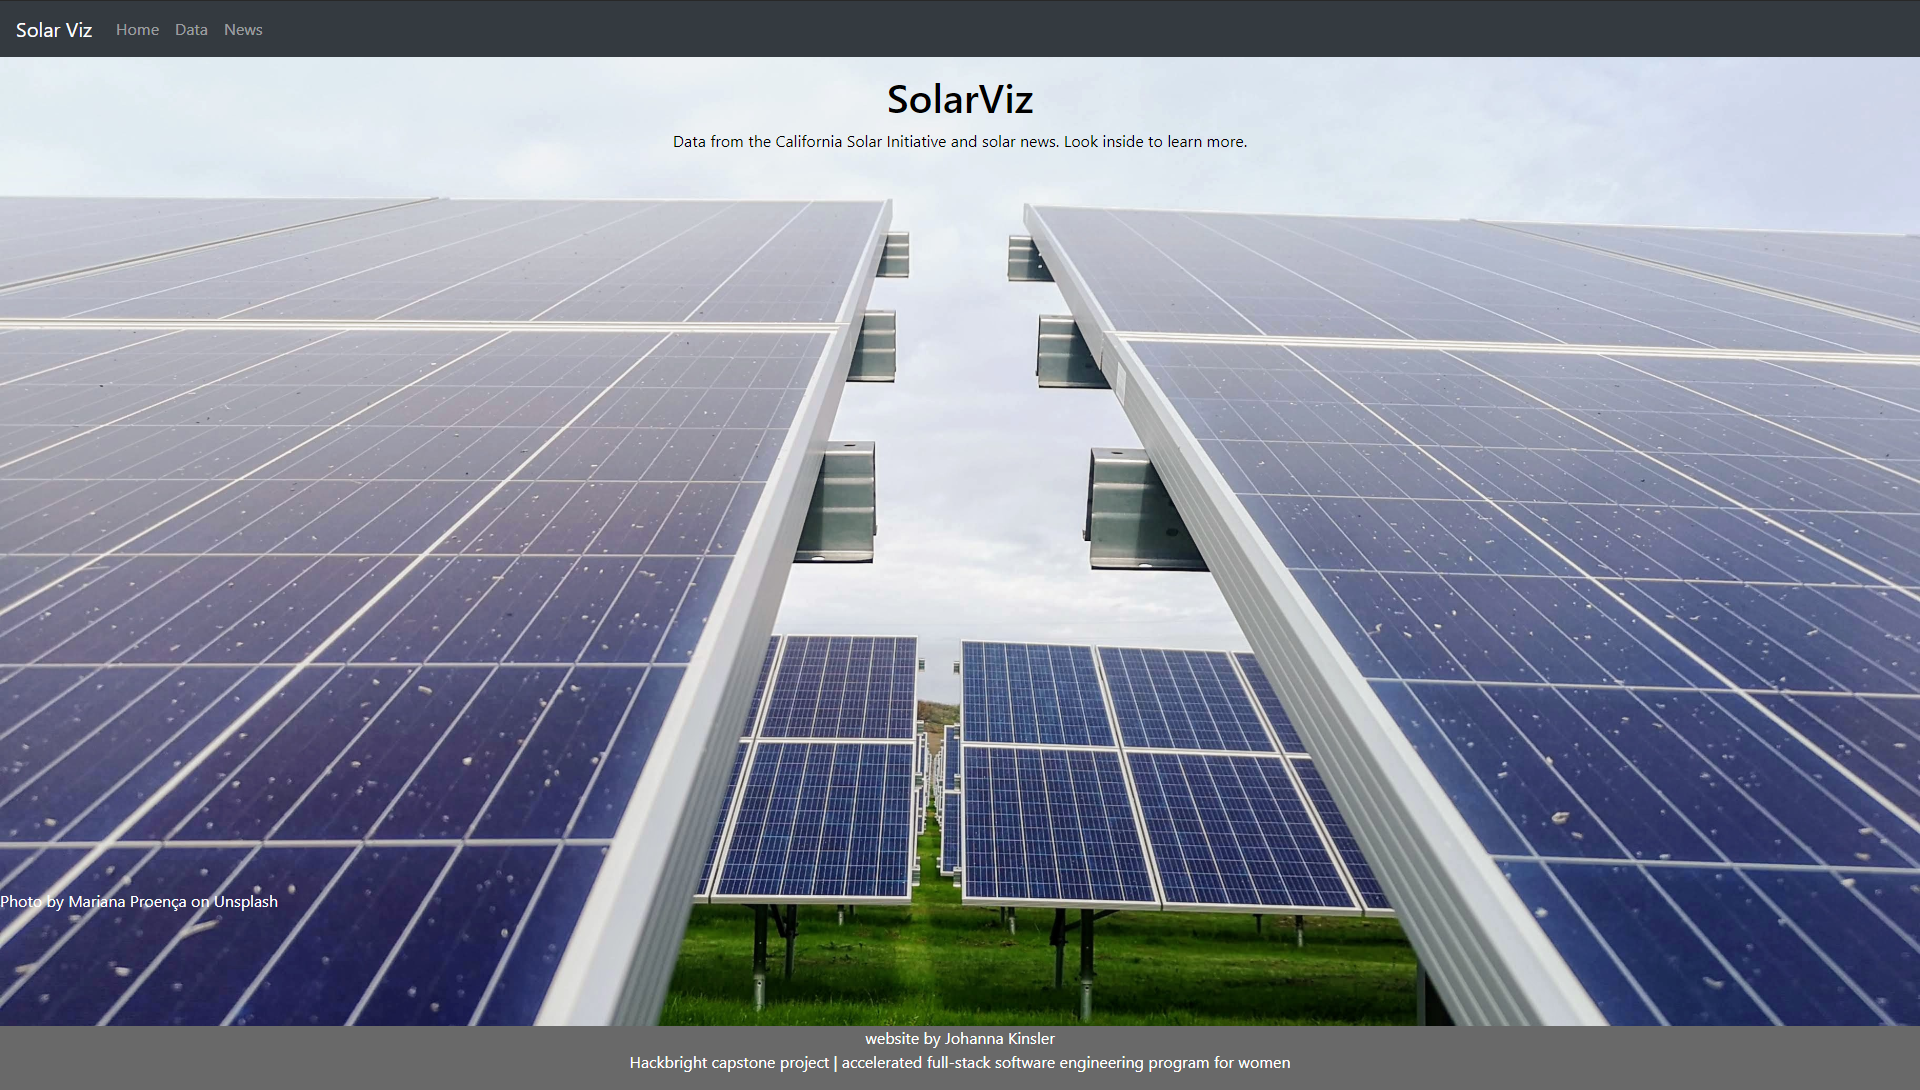 Solar Viz Home Data News
SolarViz
Data from the California Solar Initiative and solar news. Look inside to learn more.
Photo by Mariana Proença on Unsplash
website by Johanna Kinsler
Hackbright capstone project | accelerated full-stack software engineering program for women